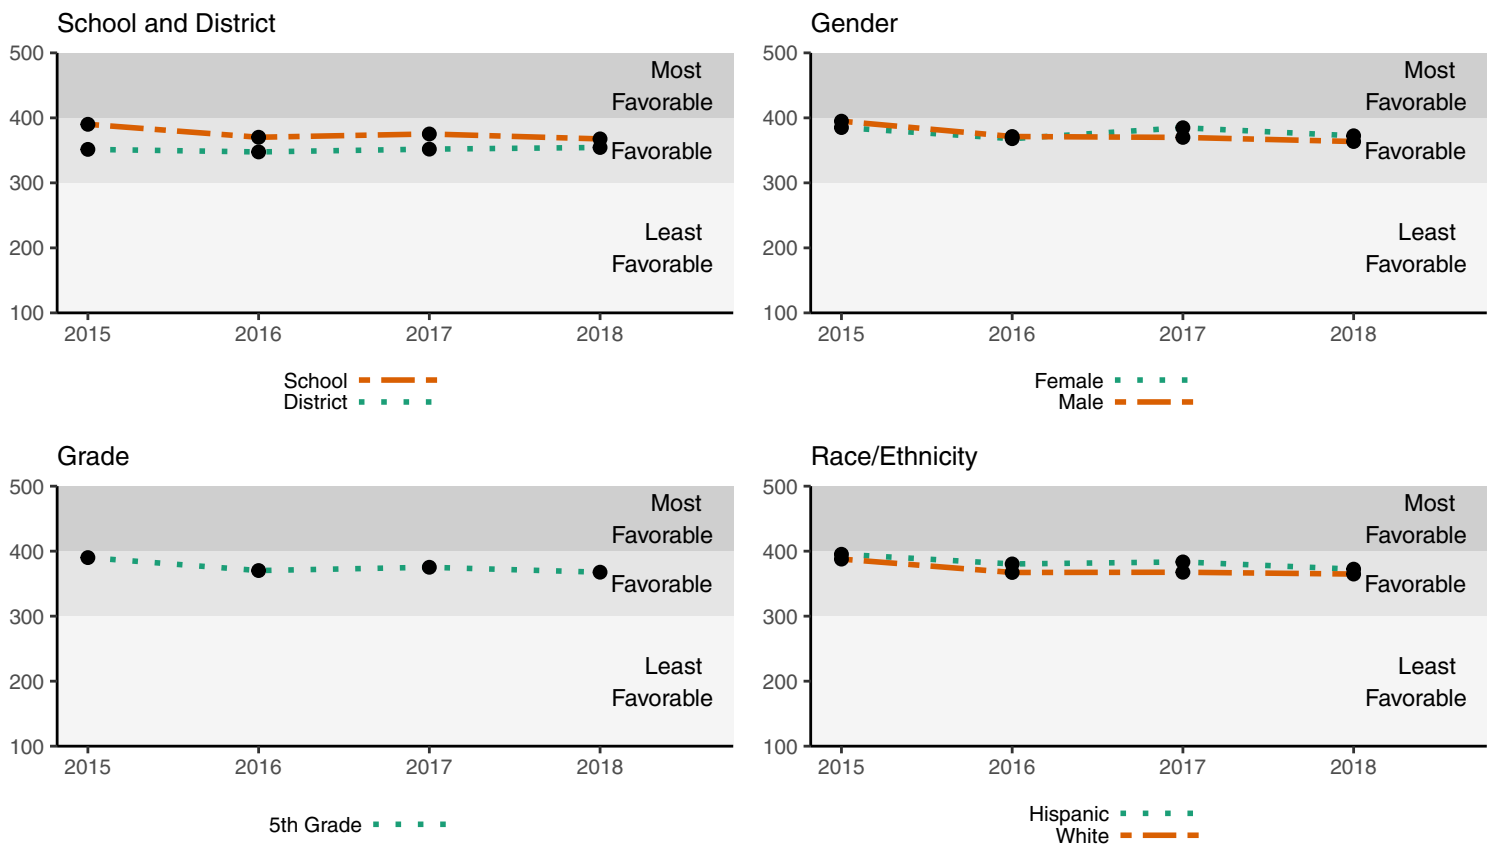 School and District
500
400
300
200
100
Most
Favorable
Favorable
Least
Favorable
2015 2016 2017 2018
School
District
Gender
500
400
300
200
100
Most
Favorable
Favorable
Least
Favorable
2015 2016 2017 2018
Female
Male
Grade
500
400
300
200
100
Most
Favorable
Favorable
Least
Favorable
2015 2016 2017 2018
5th Grade
Race/Ethnicity
500
400
300
200
100
Most
Favorable
Favorable
Least
Favorable
2015 2016 2017 2018
Hispanic
White